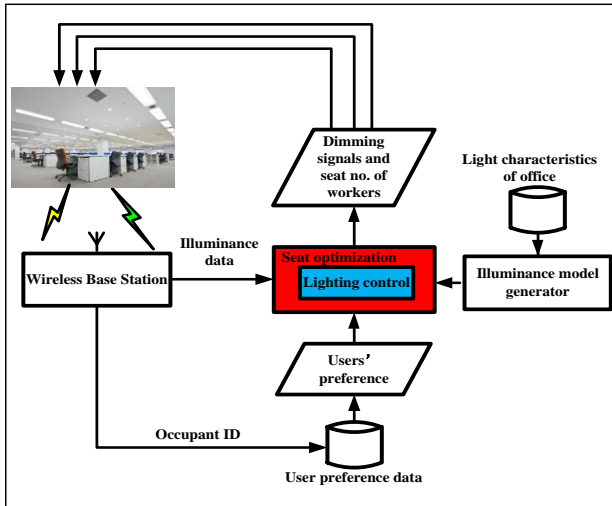 Dimming
signals and
seat no. of
workers
Light characteristics
of office
Illuminance
data
Seat optimization
Lighting control
Wireless Base Station
Illuminance model
generator
Users’
preference
Occupant ID
User preference data